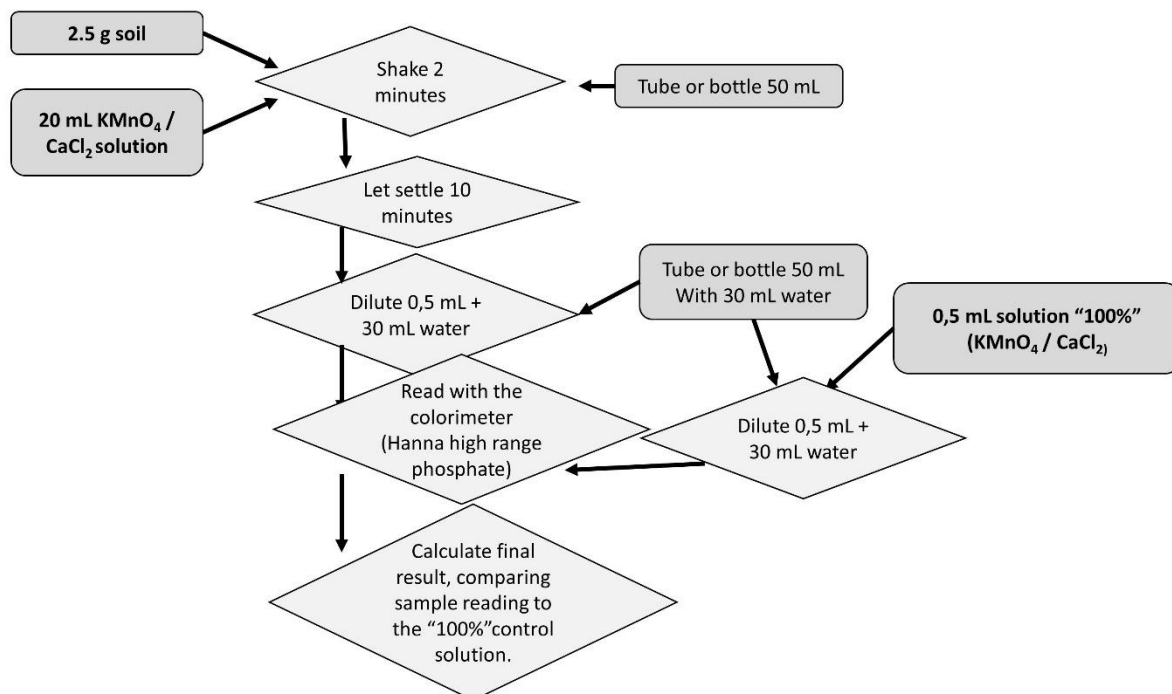 2.5 g soil
20 mL KMnO₄ /
CaCl₂ solution
Shake 2
minutes
Tube or bottle 50 mL
Let settle 10
minutes
Dilute 0,5 mL +
30 mL water
Tube or bottle 50 mL
With 30 mL water
0,5 mL solution “100%”
(KMnO₄ / CaCl₂₎
Read with the
colorimeter
(Hanna high range
phosphate)
Dilute 0,5 mL +
30 mL water
Calculate final
result, comparing
sample reading to
the “100%”control
solution.